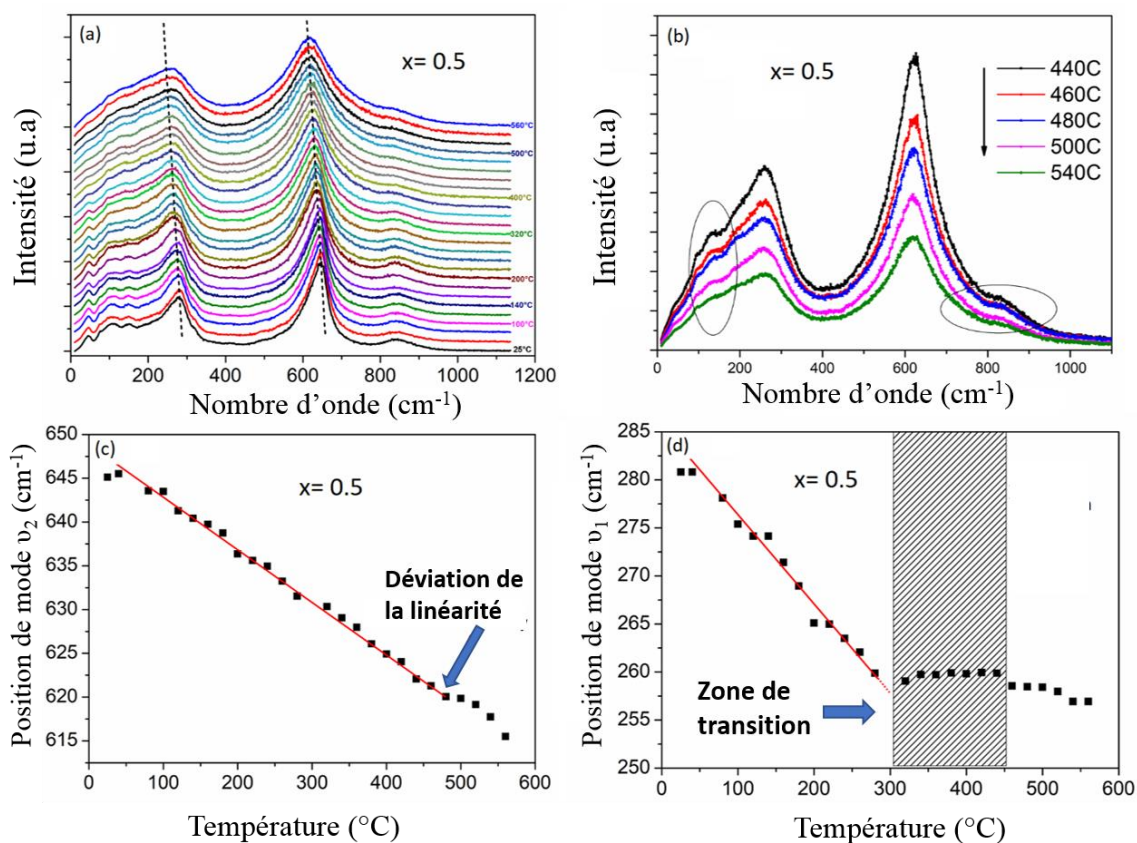 (a)
x= 0.5
560°C
500°C
400°C
320°C
200°C
140°C
100°C
25°C
Intensité (u.a)
0 200 400 600 800 1000 1200
Nombre d’onde (cm-1)
(b)
x= 0.5
440C
460C
480C
500C
540C
Intensité (u.a)
0 200 400 600 800 1000
Nombre d’onde (cm-1)
(c)
x= 0.5
650
645
640
635
630
625
620
615
Position de mode υ2 (cm-1)
Déviation de
la linéarité
0 100 200 300 400 500 600
Température (°C)
(d)
x= 0.5
285
280
275
270
265
260
255
250
Position de mode υ1 (cm-1)
Zone de
transition
0 100 200 300 400 500 600
Température (°C)